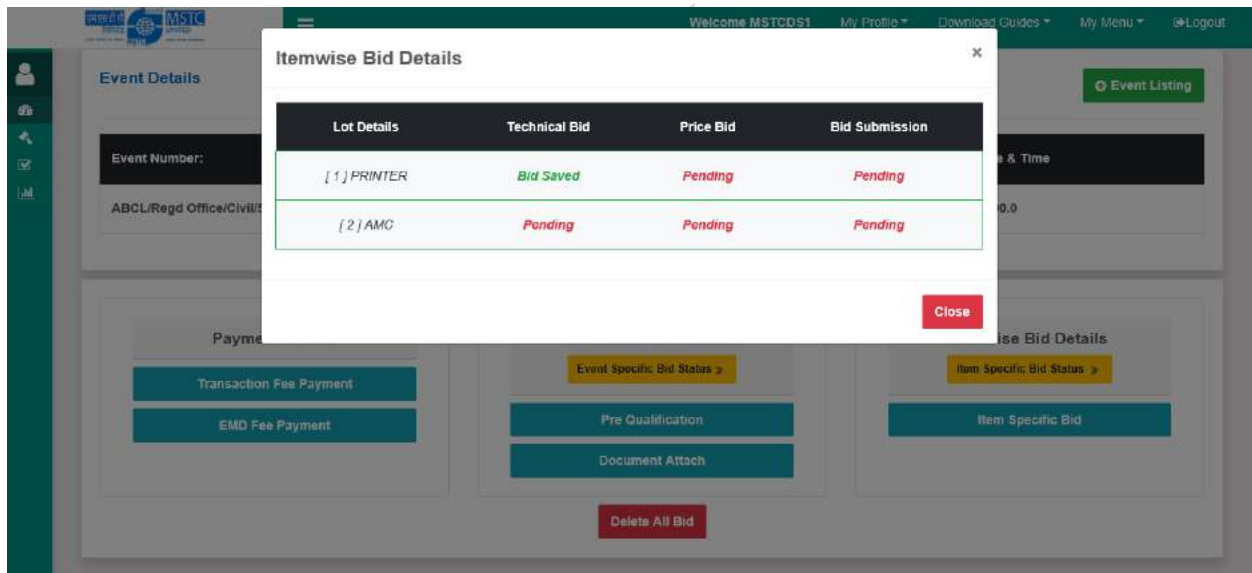 MSTC
Welcome MSTCDS1 My Profile Download Guides My Menu Logout
Itemwise Bid Details ×
Event Details
Event Listing
Lot Details Technical Bid Price Bid Bid Submission
Event Number: & Time
[ 1 ] PRINTER Bid Saved Pending Pending
ABCL/Regd Office/Civil/ 0.0
[ 2 ] AMC Pending Pending Pending
Close
Payme ise Bid Details
Event Specific Bid Status » Item Specific Bid Status »
Transaction Fee Payment
Pre Qualification Item Specific Bid
EMD Fee Payment
Document Attach
Delete All Bid